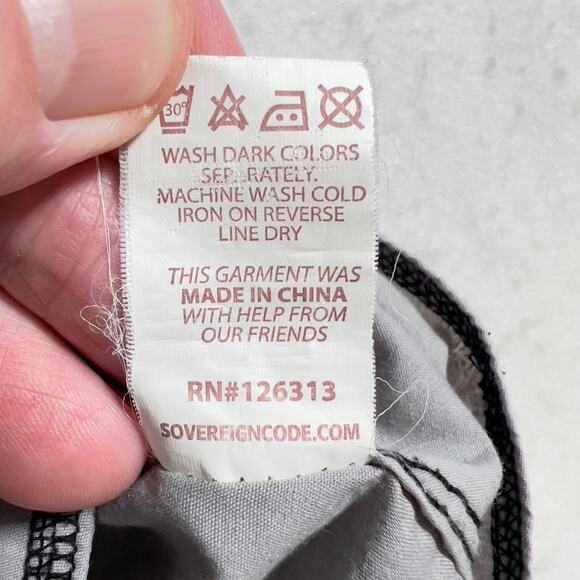 30°
WASH DARK COLORS
SEPARATELY.
MACHINE WASH COLD
IRON ON REVERSE
LINE DRY
THIS GARMENT WAS
MADE IN CHINA
WITH HELP FROM
OUR FRIENDS
RN#126313
SOVEREIGNCODE.COM